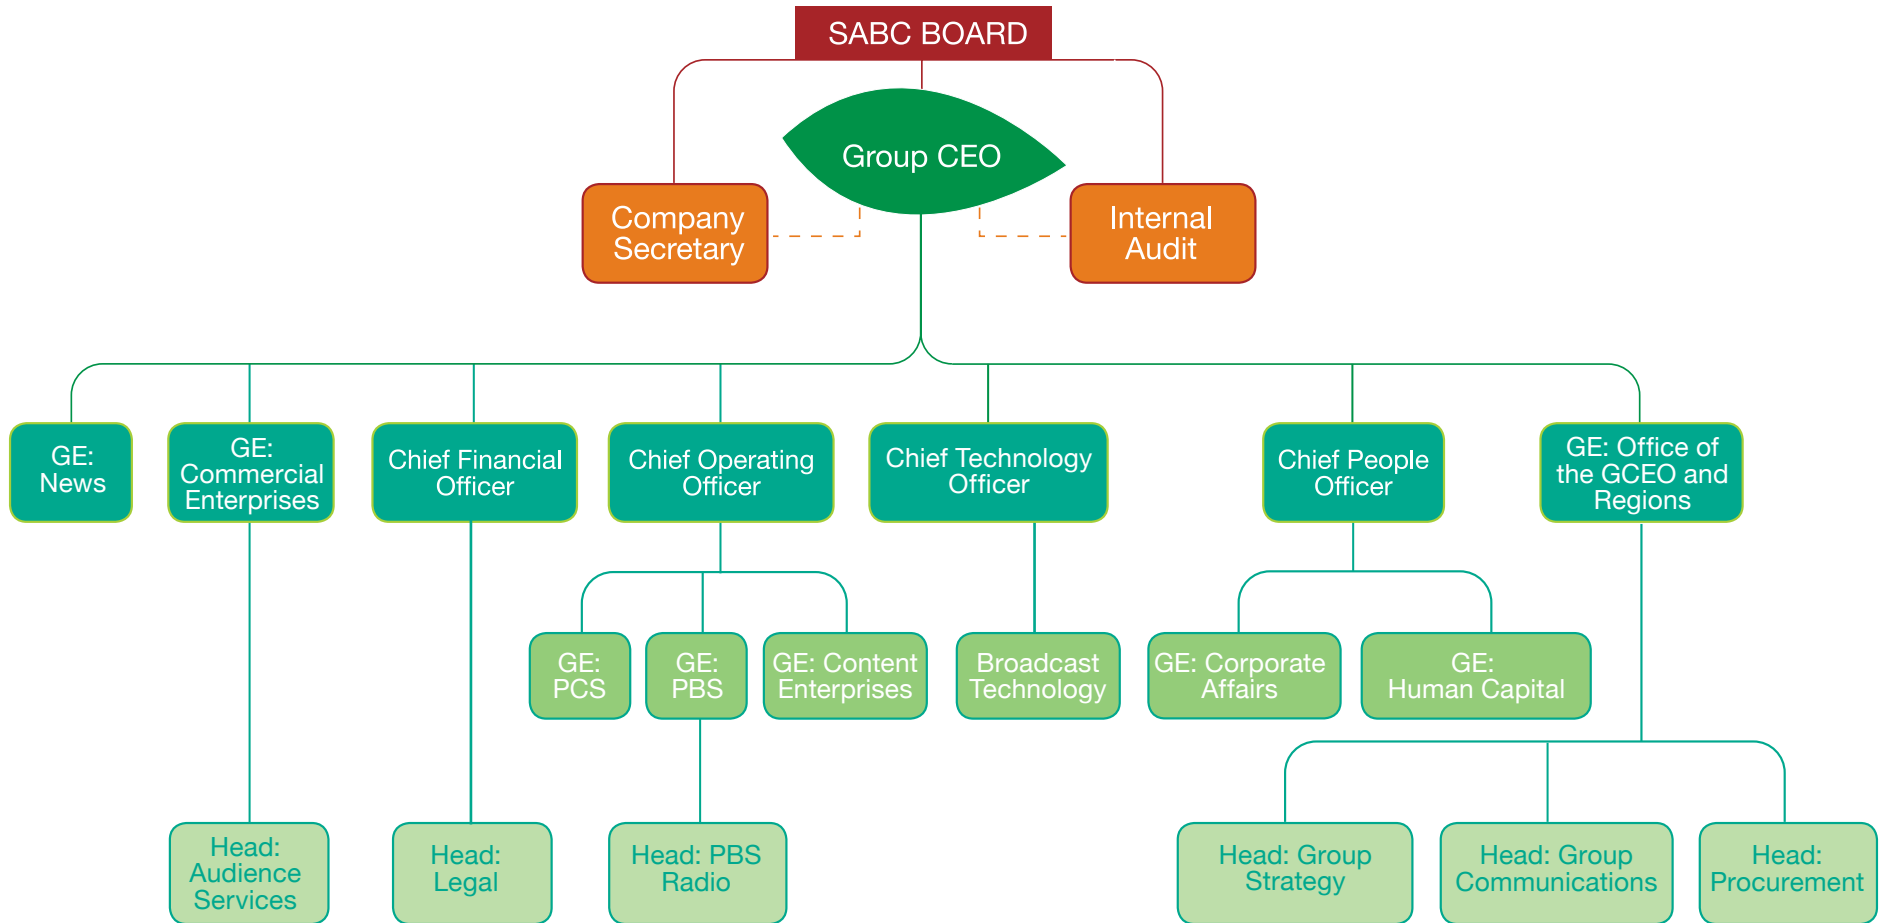 SABC BOARD
Group CEO
Company
Secretary
Internal
Audit
GE:
News
GE:
Commercial
Enterprises
Chief Financial
Officer
Chief Operating
Officer
Chief Technology
Officer
Chief People
Officer
GE: Office of
the GCEO and
Regions
GE:
PCS
GE:
PBS
GE: Content
Enterprises
Broadcast
Technology
GE: Corporate
Affairs
GE:
Human Capital
Head:
Audience
Services
Head:
Legal
Head: PBS
Radio
Head: Group
Strategy
Head: Group
Communications
Head:
Procurement